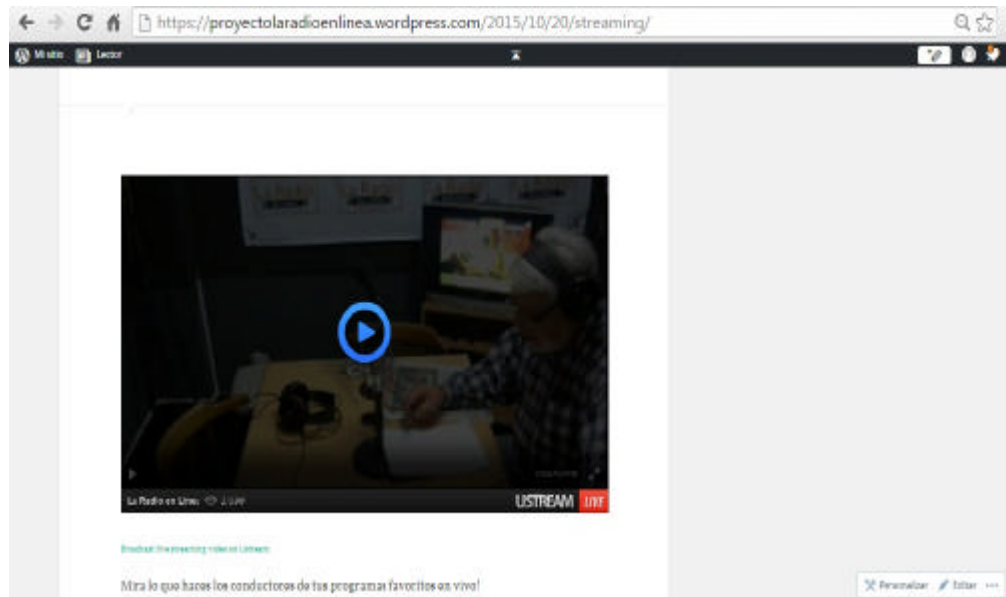 https://proyectolaradioenlinea.wordpress.com/2015/10/20/streaming/
Mi sitio Lector
La Radio en Linea
USTREAM LIVE
Broadcast live streaming video on Ustream
Mira lo que haces los conductores de tus programas favoritos en vivo!
Personalizar Editar